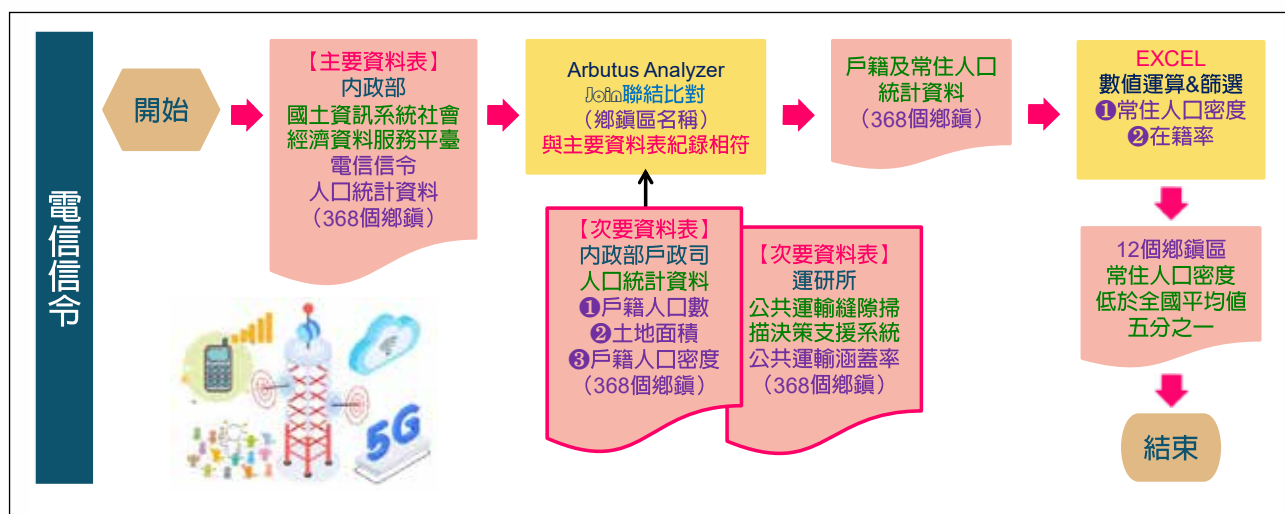 電信信令
開始
【主要資料表】
內政部
國土資訊系統社會
經濟資料服務平臺
電信信令
人口統計資料
（368個鄉鎮）
Arbutus Analyzer
Join聯結比對
（鄉鎮區名稱）
與主要資料表紀錄相符
【次要資料表】
內政部戶政司
人口統計資料
❶戶籍人口數
❷土地面積
❸戶籍人口密度
（368個鄉鎮）
【次要資料表】
運研所
公共運輸縫隙掃
描決策支援系統
公共運輸涵蓋率
（368個鄉鎮）
戶籍及常住人口
統計資料
（368個鄉鎮）
EXCEL
數值運算&篩選
❶常住人口密度
❷在籍率
12個鄉鎮區
常住人口密度
低於全國平均值
五分之一
結束
5G